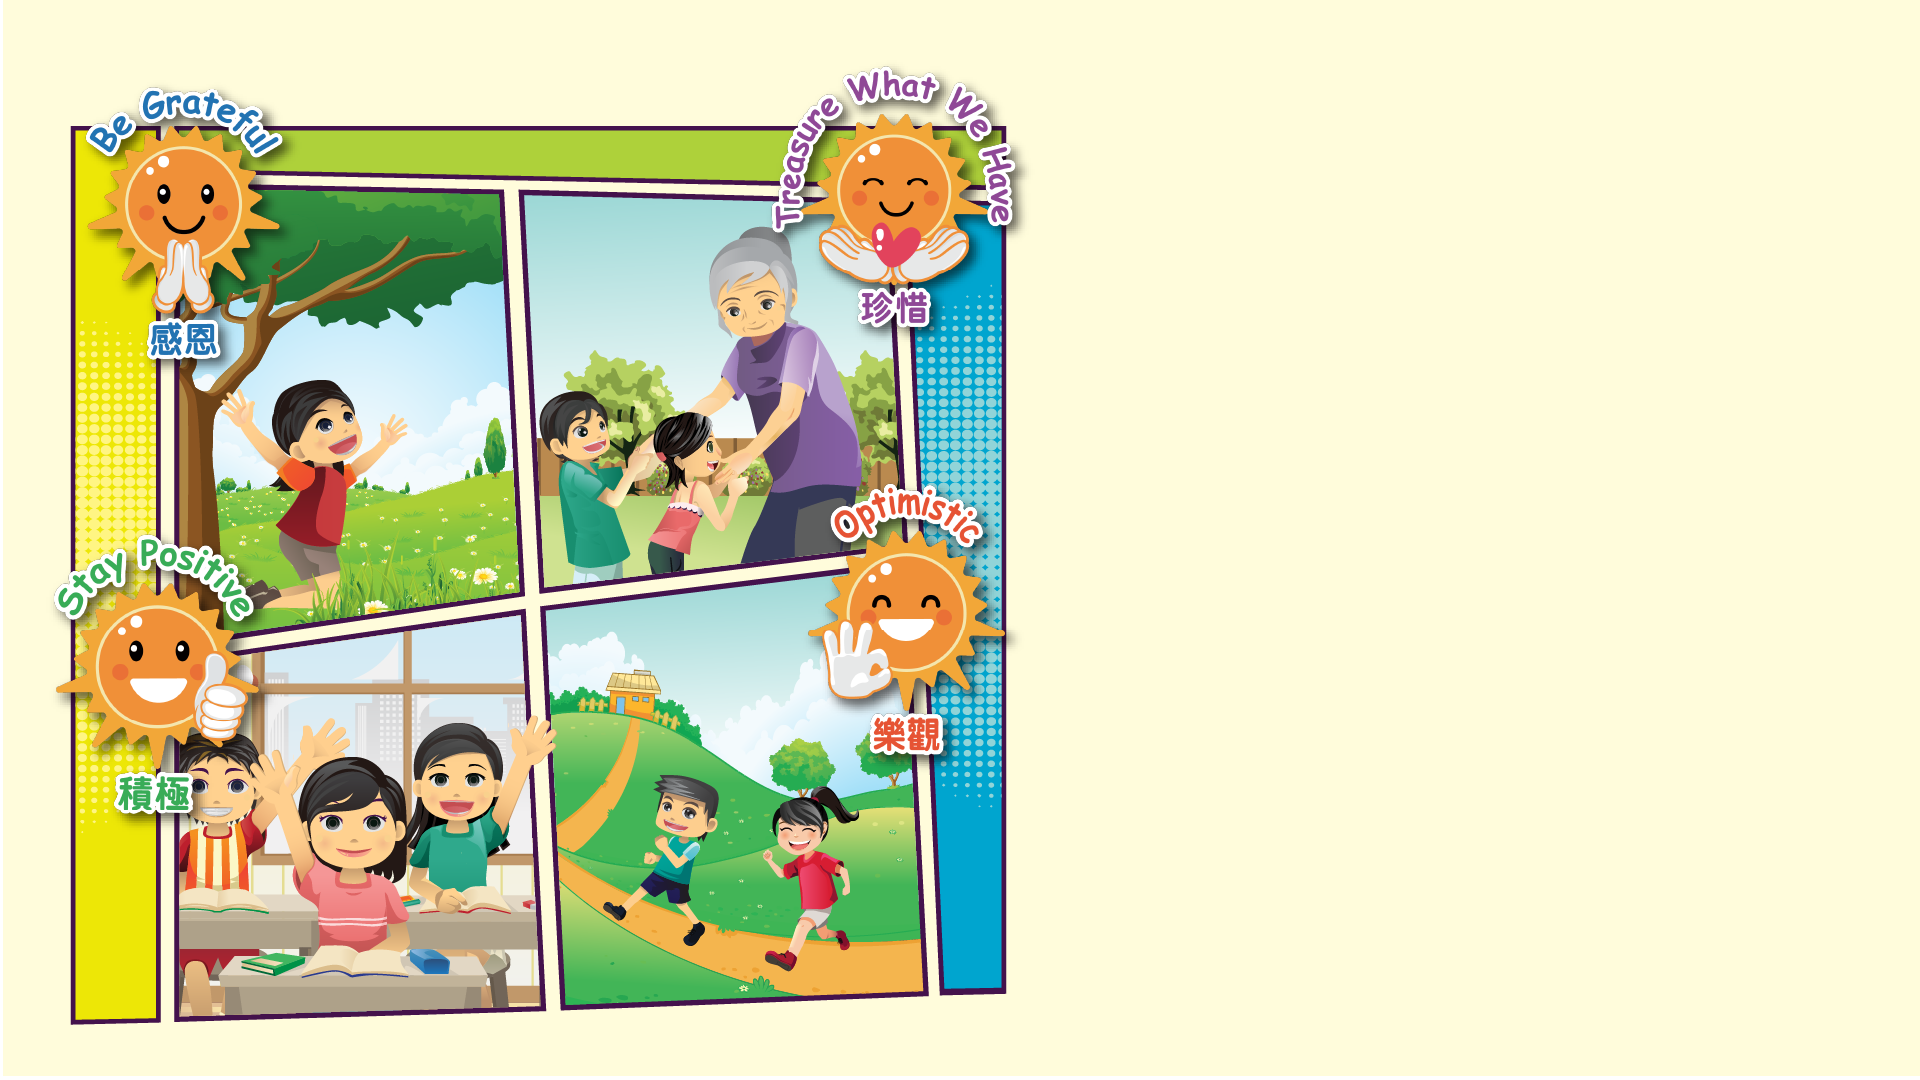 Be Grateful
感恩
Treasure What We Have
珍惜
Stay Positive
積極
Optimistic
樂觀